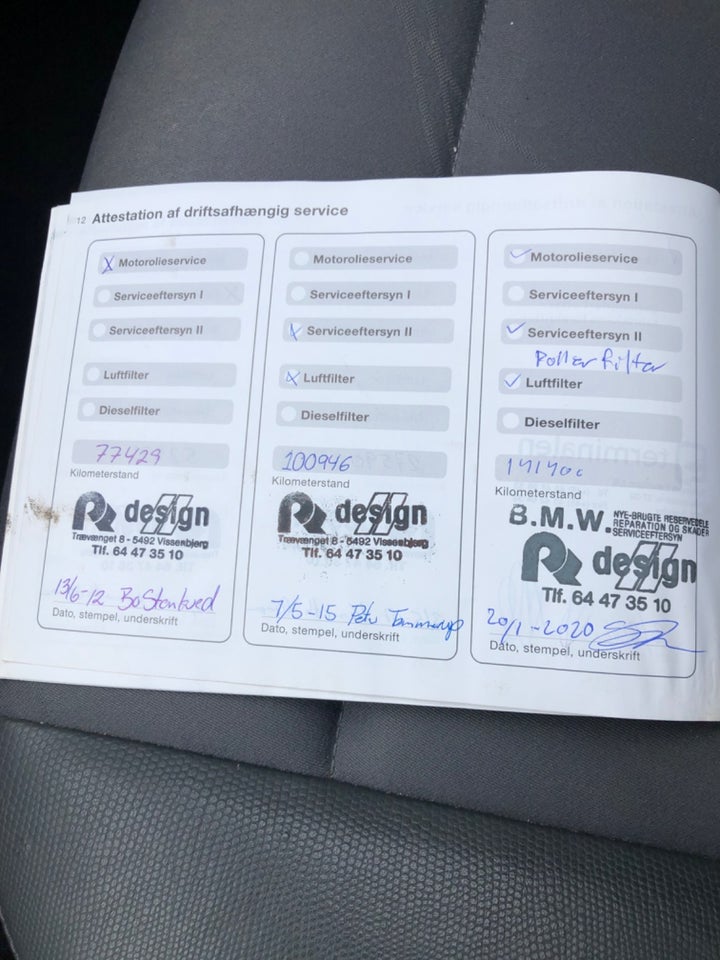 12 Attestation af driftsafhængig service
X Motorolieservice
Serviceeftersyn I
Serviceeftersyn II
Luftfilter
Dieselfilter
77429
Kilometerstand
R design
Trævænget 8 - 5492 Vissenbjerg
Tlf. 64 47 35 10
13/6-12 Bo
Dato, stempel, underskrift
Motorolieservice
Serviceeftersyn I
X Serviceeftersyn II
X Luftfilter
Dieselfilter
100946
Kilometerstand
R design
Trævænget 8 - 5492 Vissenbjerg
Tlf. 64 47 35 10
7/5-15
Dato, stempel, underskrift
✓ Motorolieservice
Serviceeftersyn I
✓ Serviceeftersyn II
Pollerfilter
✓ Luftfilter
Dieselfilter
Kilometerstand
B.M.W. NYE-BRUGTE RESERVEDELE
REPARATION OG SKADER
SERVICEEFTERSYN
R design
Tlf. 64 47 35 10
20/1-2020
Dato, stempel, underskrift